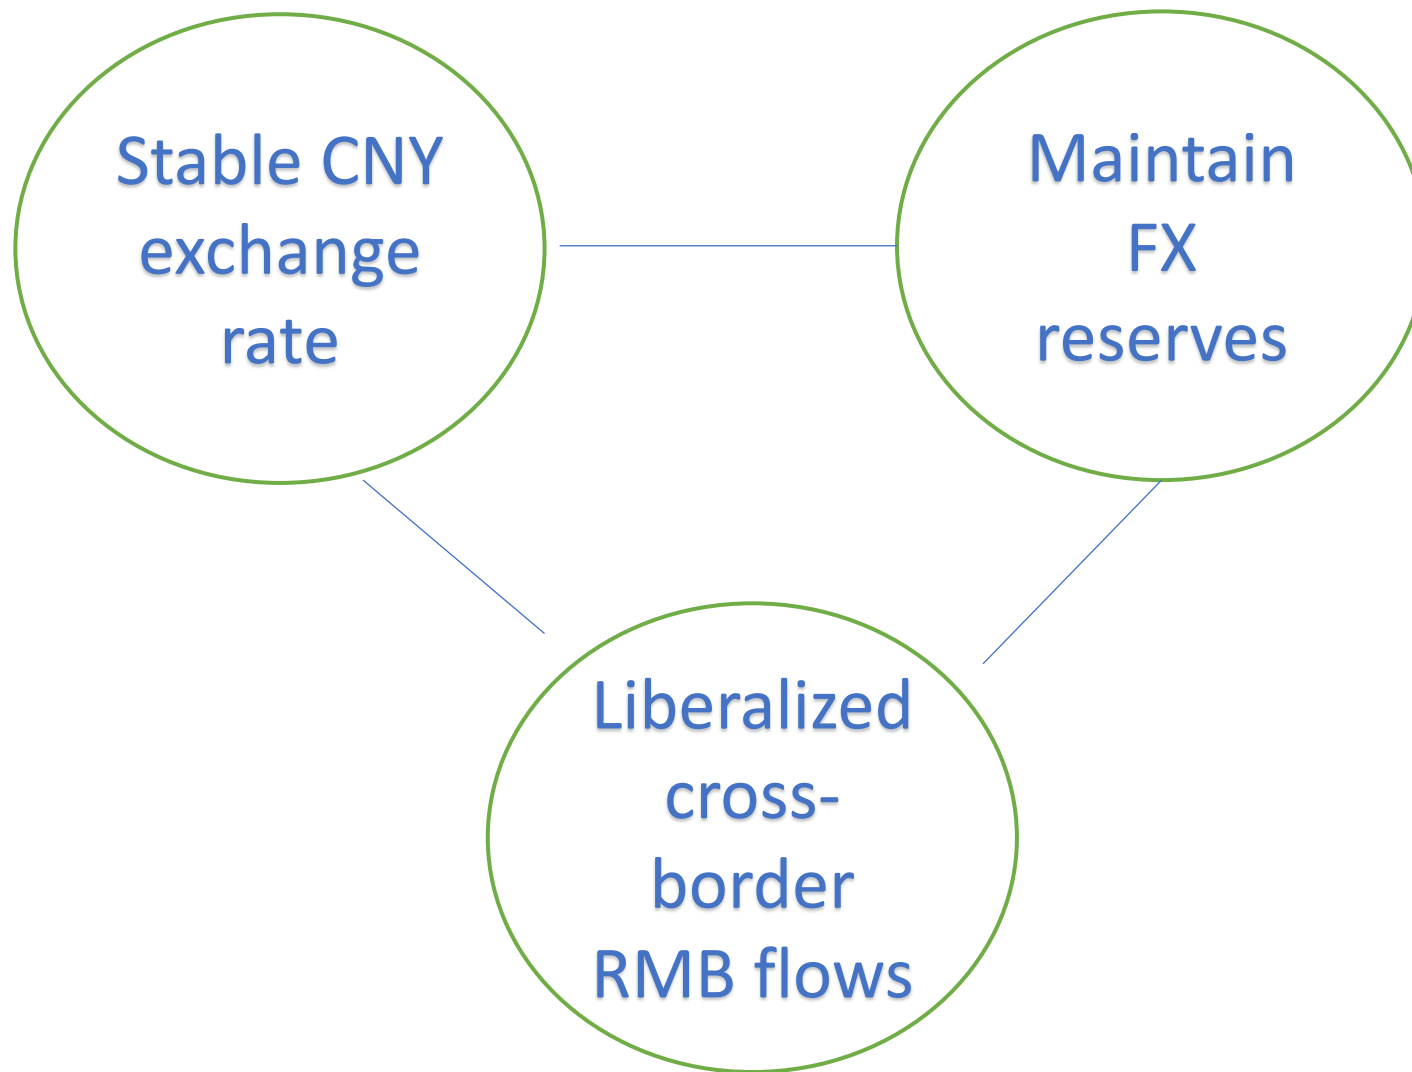 Stable CNY
exchange
rate
Maintain
FX
reserves
Liberalized
cross-
border
RMB flows